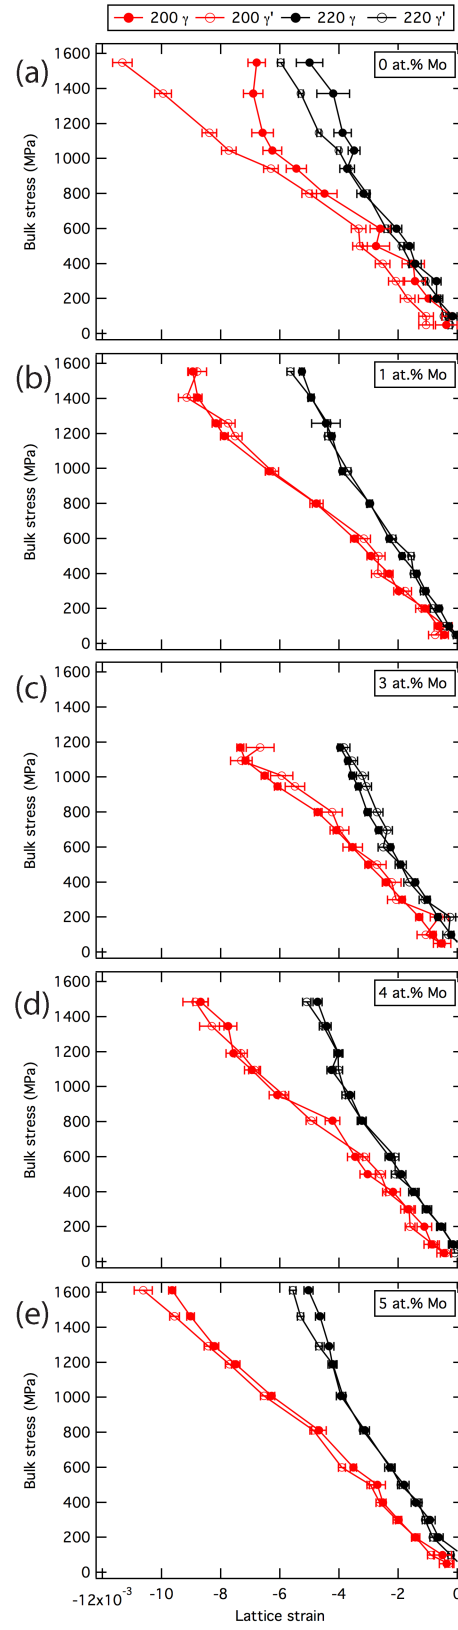 200 γ 200 γ' 220 γ 220 γ'
(a)
0 at.% Mo
1600
1400
1200
1000
800
600
400
200
0
Bulk stress (MPa)
(b)
1 at.% Mo
1600
1400
1200
1000
800
600
400
200
0
Bulk stress (MPa)
(c)
3 at.% Mo
1600
1400
1200
1000
800
600
400
200
0
Bulk stress (MPa)
(d)
4 at.% Mo
1600
1400
1200
1000
800
600
400
200
0
Bulk stress (MPa)
(e)
5 at.% Mo
1600
1400
1200
1000
800
600
400
200
0
Bulk stress (MPa)
-12x10⁻³ -10 -8 -6 -4 -2 0
Lattice strain